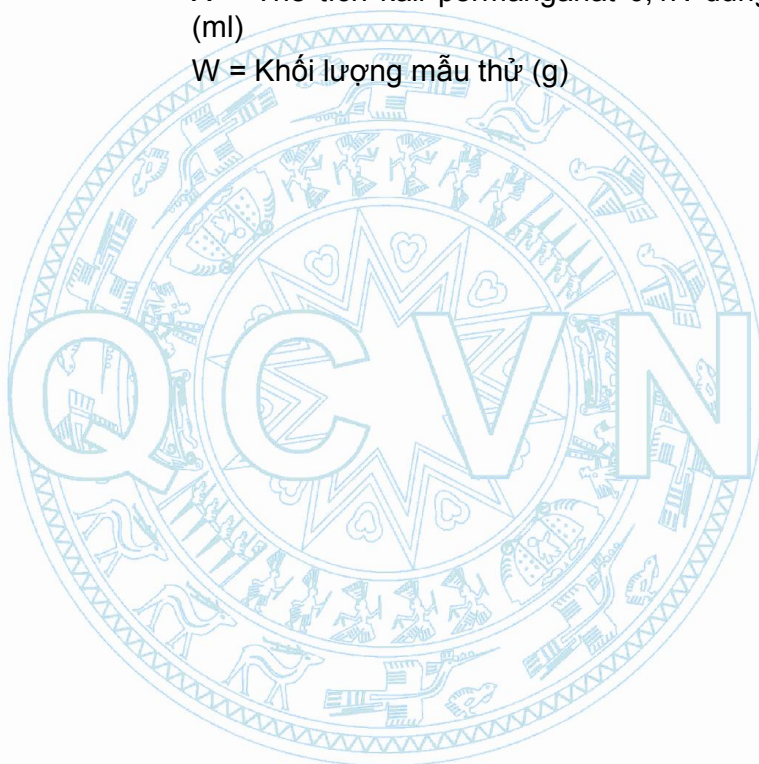 (ml)
W = Khối lượng mẫu thử (g)
QCVN